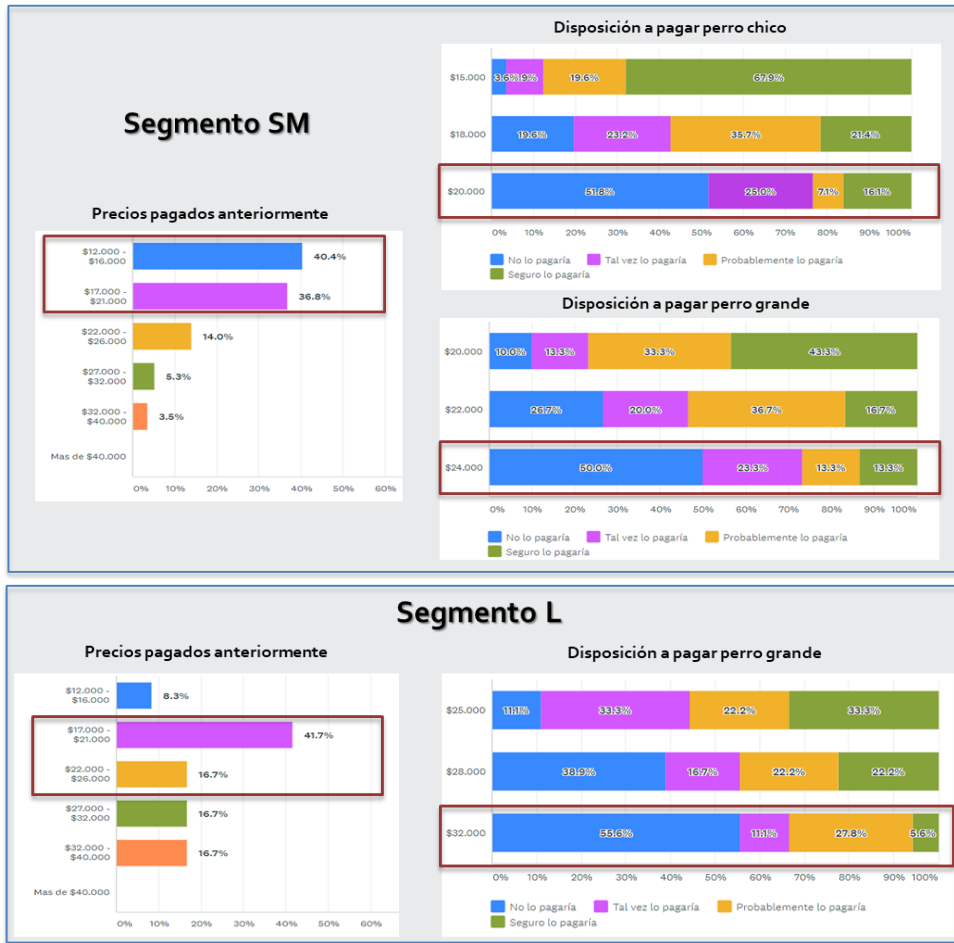 Segmento SM
Precios pagados anteriormente
$12.000 -
$16.000
40.4%
$17.000 -
$21.000
36.8%
$22.000 -
$26.000
14.0%
$27.000 -
$32.000
5.3%
$32.000 -
$40.000
3.5%
Mas de $40.000
0% 10% 20% 30% 40% 50% 60%
Disposición a pagar perro chico
$15.000 3.6% 19.6% 67.9%
$18.000 19.6% 23.2% 35.7% 21.4%
$20.000 51.8% 25.0% 7.1% 16.1%
0% 10% 20% 30% 40% 50% 60% 70% 80% 90% 100%
No lo pagaría Tal vez lo pagaría Probablemente lo pagaría
Seguro lo pagaría
Disposición a pagar perro grande
$20.000 10.0% 13.3% 33.3% 43.3%
$22.000 26.7% 20.0% 36.7% 16.7%
$24.000 50.0% 23.3% 13.3% 13.3%
0% 10% 20% 30% 40% 50% 60% 70% 80% 90% 100%
No lo pagaría Tal vez lo pagaría Probablemente lo pagaría
Seguro lo pagaría
Segmento L
Precios pagados anteriormente
$12.000 -
$16.000
8.3%
$17.000 -
$21.000
41.7%
$22.000 -
$26.000
16.7%
$27.000 -
$32.000
16.7%
$32.000 -
$40.000
16.7%
Mas de $40.000
0% 10% 20% 30% 40% 50% 60%
Disposición a pagar perro grande
$25.000 11.1% 33.3% 22.2% 33.3%
$28.000 38.9% 16.7% 22.2% 22.2%
$32.000 55.6% 11.1% 27.8% 5.6%
0% 10% 20% 30% 40% 50% 60% 70% 80% 90% 100%
No lo pagaría Tal vez lo pagaría Probablemente lo pagaría
Seguro lo pagaría